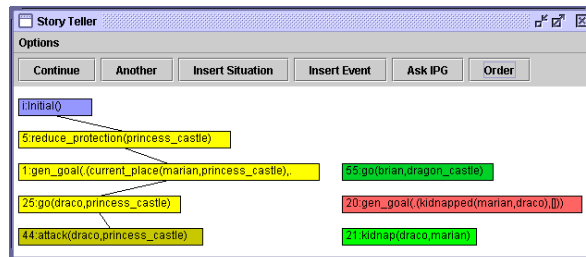 Story Teller
Options
Continue Another Insert Situation Insert Event Ask IPG Order
i:Initial()
5:reduce_protection(princess_castle)
1:gen_goal(.(current_place(marian,princess_castle),.
55:go(brian,dragon_castle)
25:go(draco,princess_castle)
20:gen_goal(.(kidnapped(marian,draco),[]))
44:attack(draco,princess_castle)
21:kidnap(draco,marian)